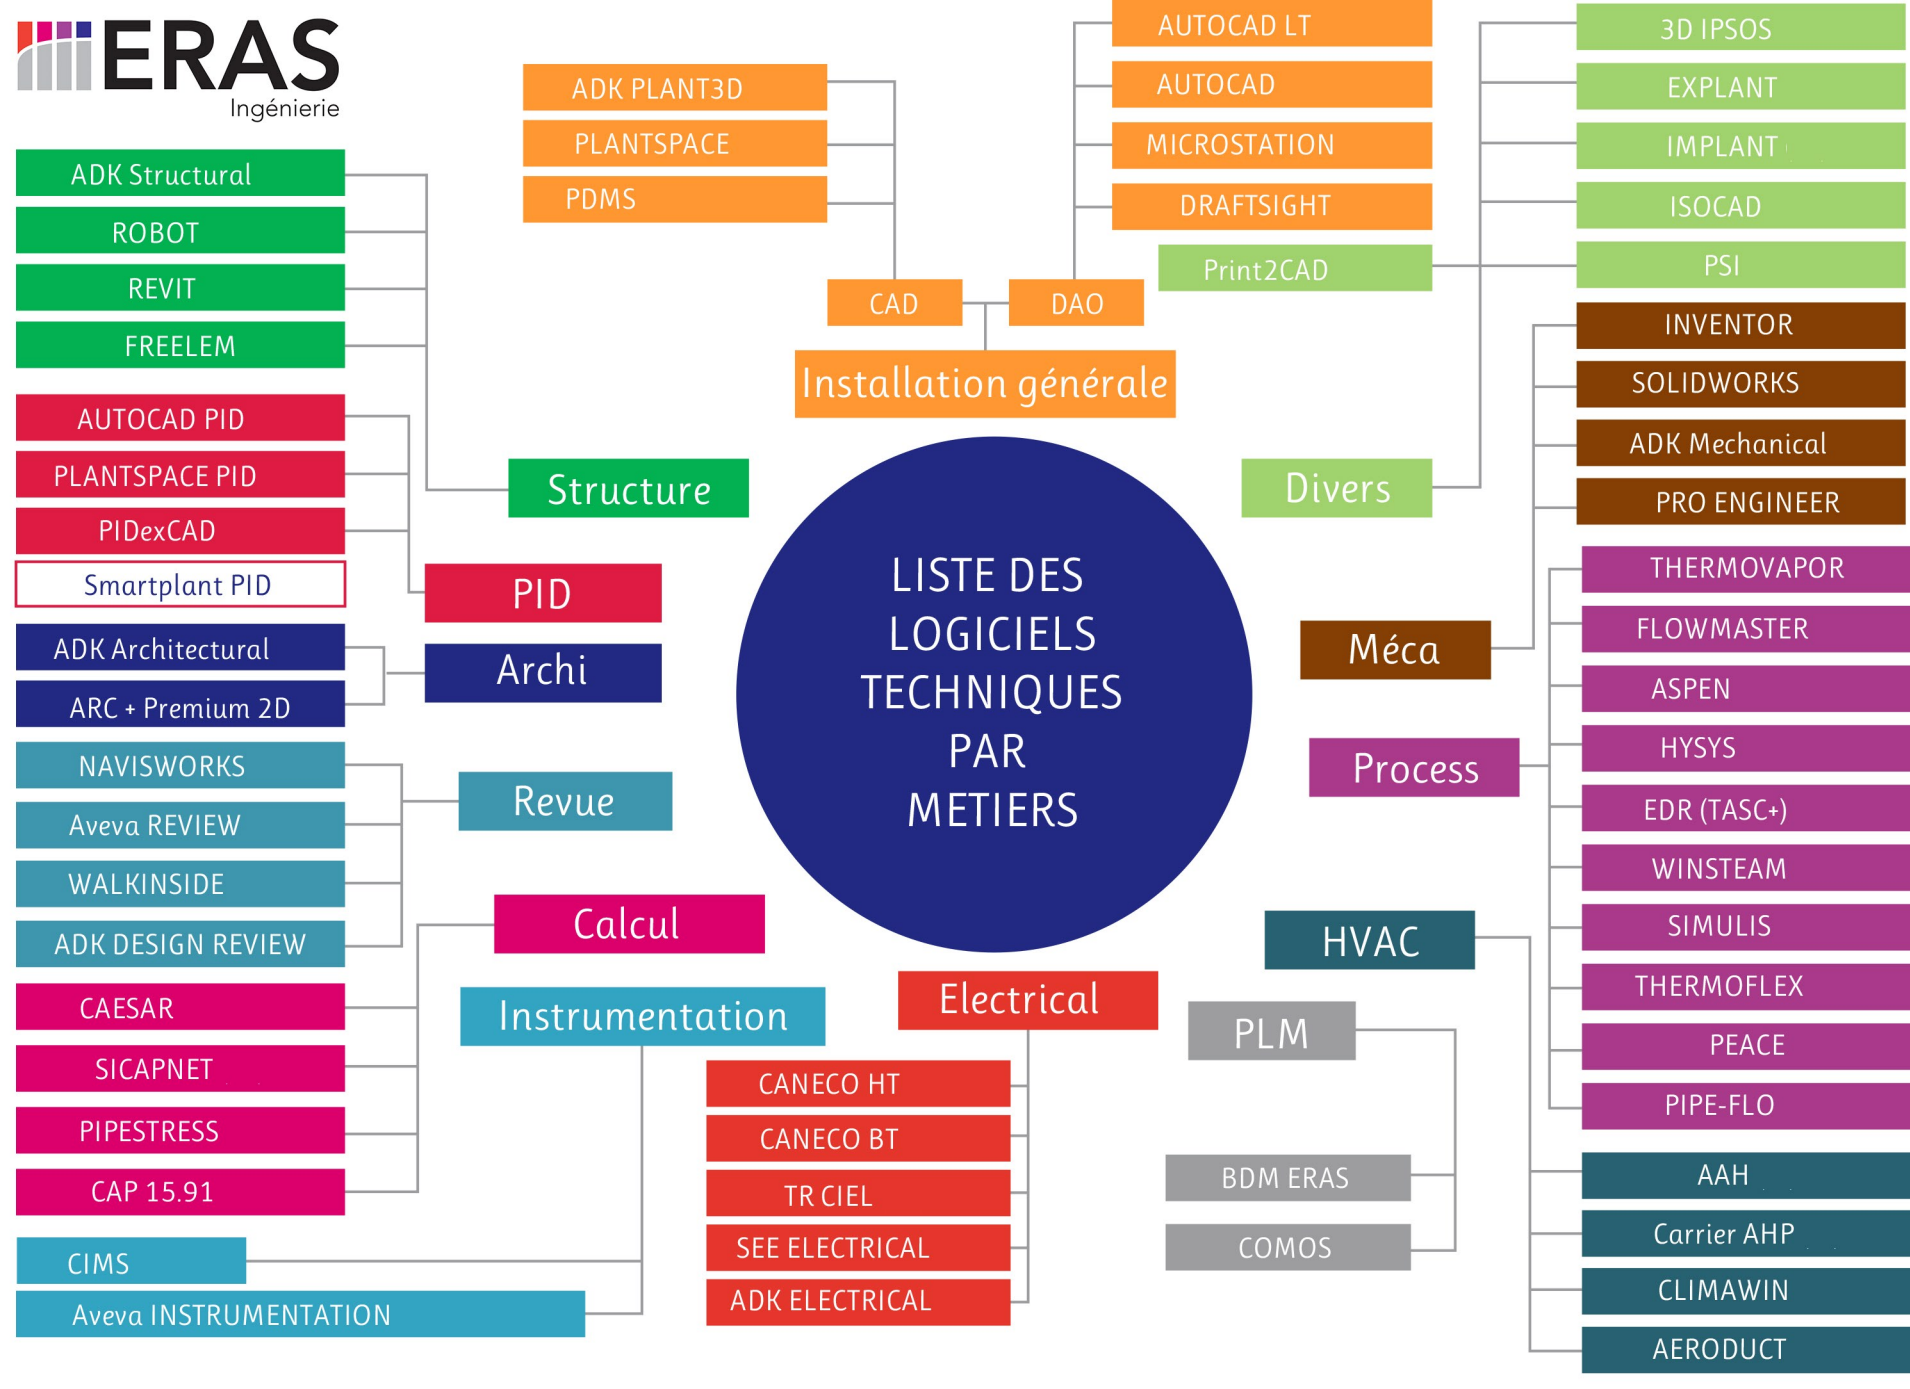 ERAS
Ingénierie
ADK Structural
ROBOT
REVIT
FREELEM
Structure
ADK PLANT3D
PLANTSPACE
PDMS
CAD
AUTOCAD LT
AUTOCAD
MICROSTATION
DRAFTSIGHT
DAO
Installation générale
3D IPSOS
EXPLANT
IMPLANT
ISOCAD
PSI
Print2CAD
Divers
INVENTOR
SOLIDWORKS
ADK Mechanical
PRO ENGINEER
Méca
AUTOCAD PID
PLANTSPACE PID
PIDexCAD
Smartplant PID
PID
ADK Architectural
ARC + Premium 2D
Archi
LISTE DES
LOGICIELS
TECHNIQUES
PAR
METIERS
THERMOVAPOR
FLOWMASTER
ASPEN
HYSYS
EDR (TASC+)
WINSTEAM
SIMULIS
THERMOFLEX
PEACE
PIPE-FLO
Process
NAVISWORKS
Aveva REVIEW
WALKINSIDE
ADK DESIGN REVIEW
Revue
CAESAR
SICAPNET
PIPESTRESS
CAP 15.91
Calcul
Instrumentation
CIMS
Aveva INSTRUMENTATION
Electrical
CANECO HT
CANECO BT
TR CIEL
SEE ELECTRICAL
ADK ELECTRICAL
PLM
BDM ERAS
COMOS
HVAC
AAH
Carrier AHP
CLIMAWIN
AERODUCT